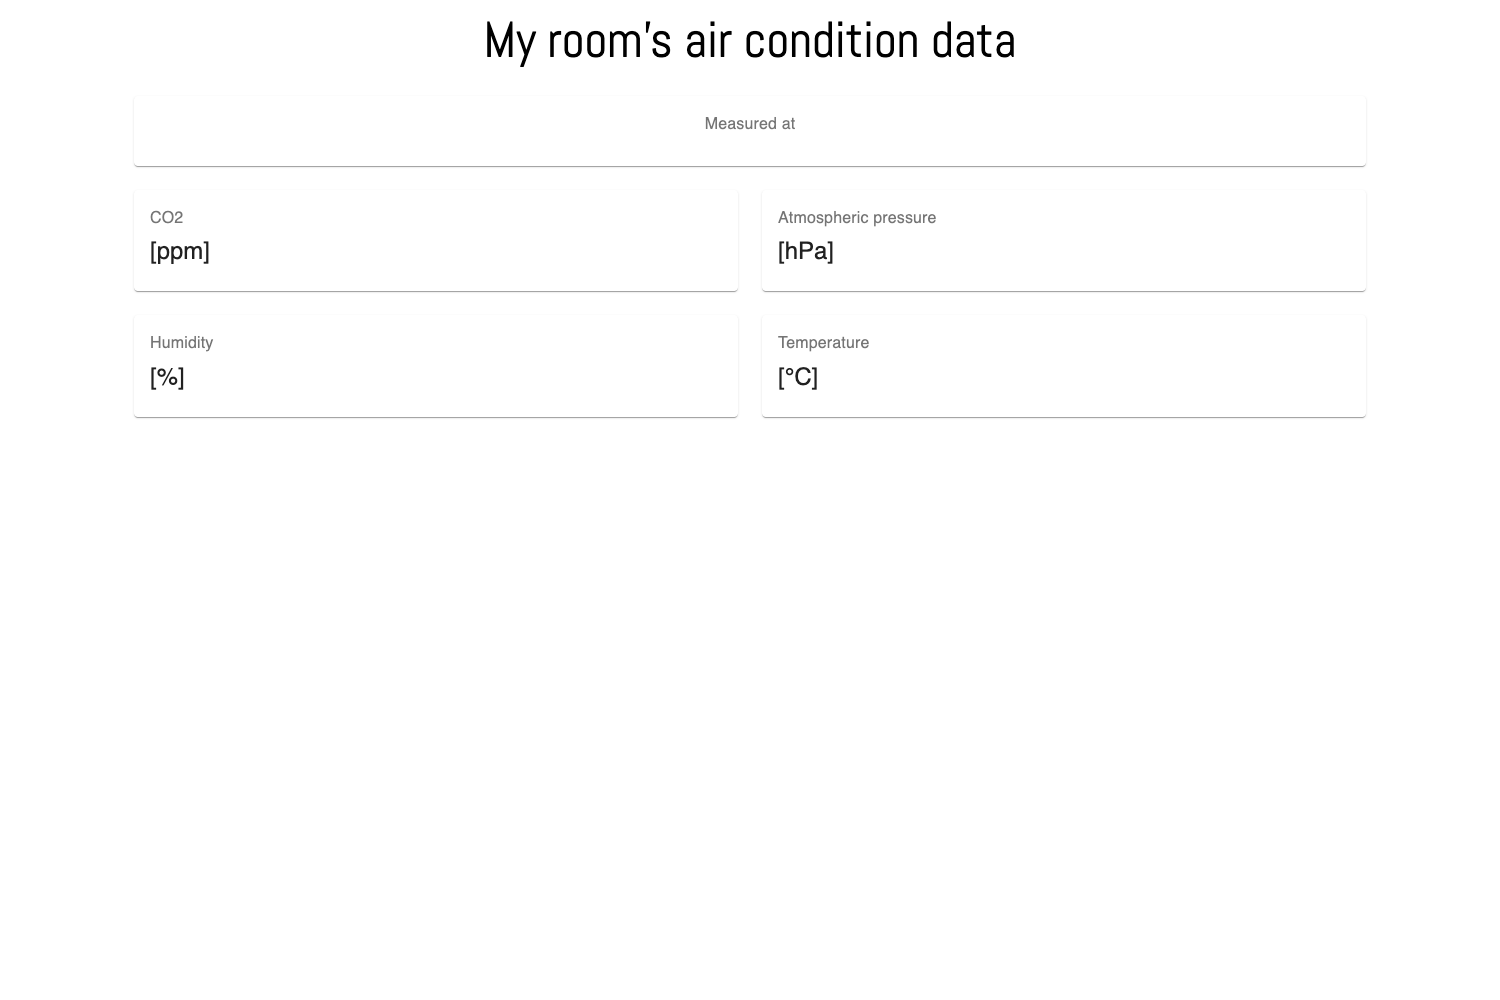 My room's air condition data
Measured at
CO2
[ppm]
Atmospheric pressure
[hPa]
Humidity
[%]
Temperature
[°C]